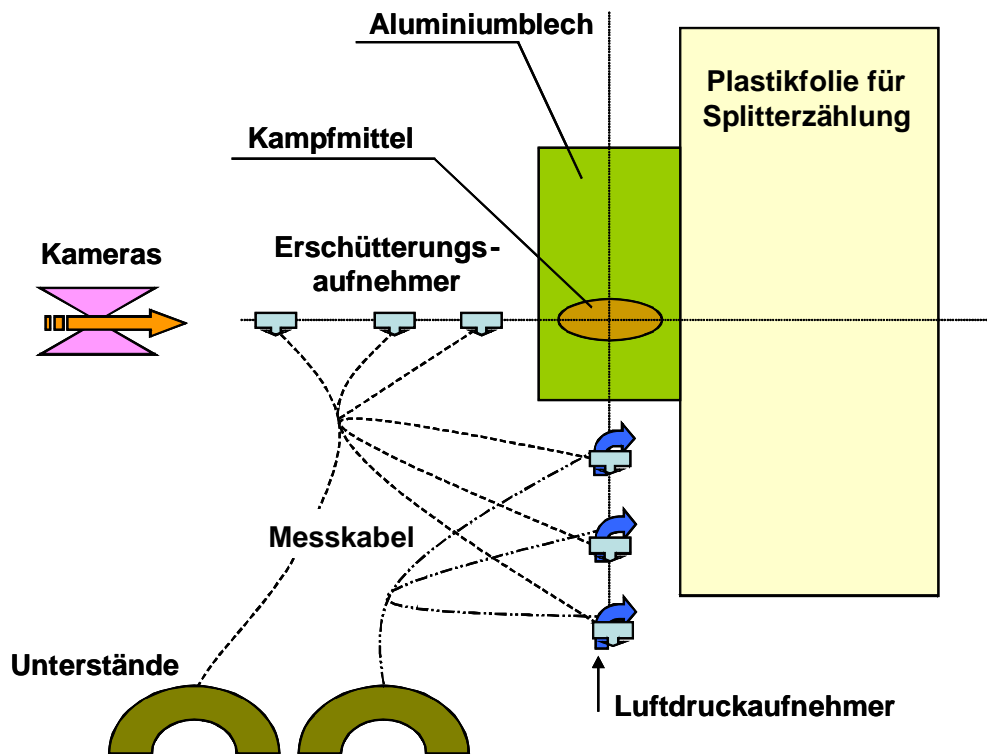 Aluminiumblech
Plastikfolie für
Splitterzählung
Kampfmittel
Kameras
Erschütterungs-
aufnehmer
Messkabel
Unterstände
Luftdruckaufnehmer